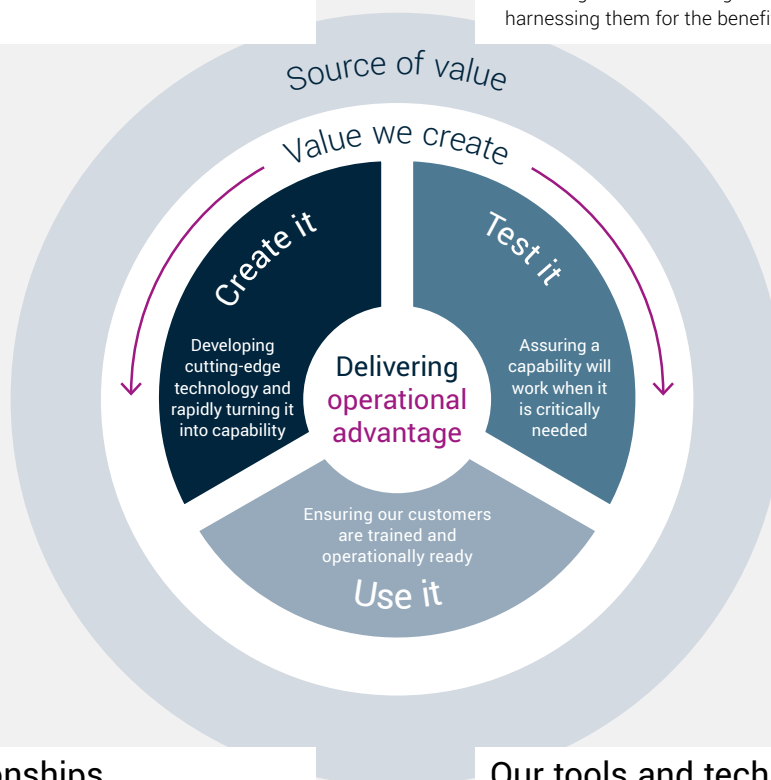 harnessing them for the benefi
Source of value
Value we create
Create it
Developing
cutting-edge
technology and
rapidly turning it
into capability
Test it
Assuring a
capability will
work when it
is critically
needed
Delivering
operational
advantage
Ensuring our customers
are trained and
operationally ready
Use it
onships
Our tools and tech